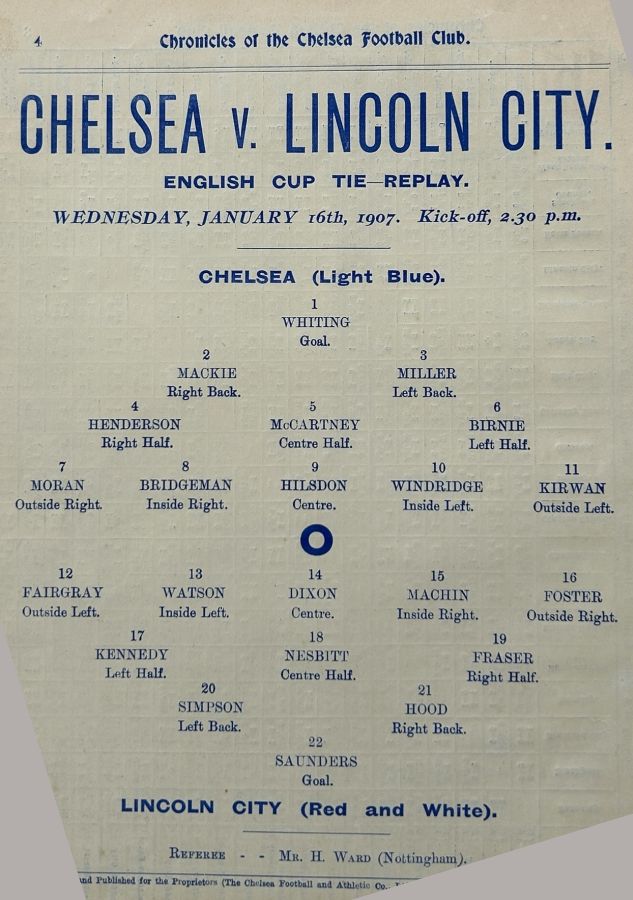 4
Chronicles of the Chelsea Football Club.
CHELSEA v. LINCOLN CITY.
ENGLISH CUP TIE—REPLAY.
WEDNESDAY, JANUARY 16th, 1907. Kick-off, 2.30 p.m.
CHELSEA (Light Blue).
1
WHITING
Goal.
2 3
MACKIE MILLER
Right Back. Left Back.
4 5 6
HENDERSON McCARTNEY BIRNIE
Right Half. Centre Half. Left Half.
7 8 9 10 11
MORAN BRIDGEMAN HILSDON WINDRIDGE KIRWAN
Outside Right. Inside Right. Centre. Inside Left. Outside Left.
O
12 13 14 15 16
FAIRGRAY WATSON DIXON MACHIN FOSTER
Outside Left. Inside Left. Centre. Inside Right. Outside Right.
17 18 19
KENNEDY NESBITT FRASER
Left Half. Centre Half. Right Half.
20 21
SIMPSON HOOD
Left Back. Right Back.
22
SAUNDERS
Goal.
LINCOLN CITY (Red and White).
REFEREE - - MR. H. WARD (Nottingham).
and Published for the Proprietors (The Chelsea Football and Athletic Co.,